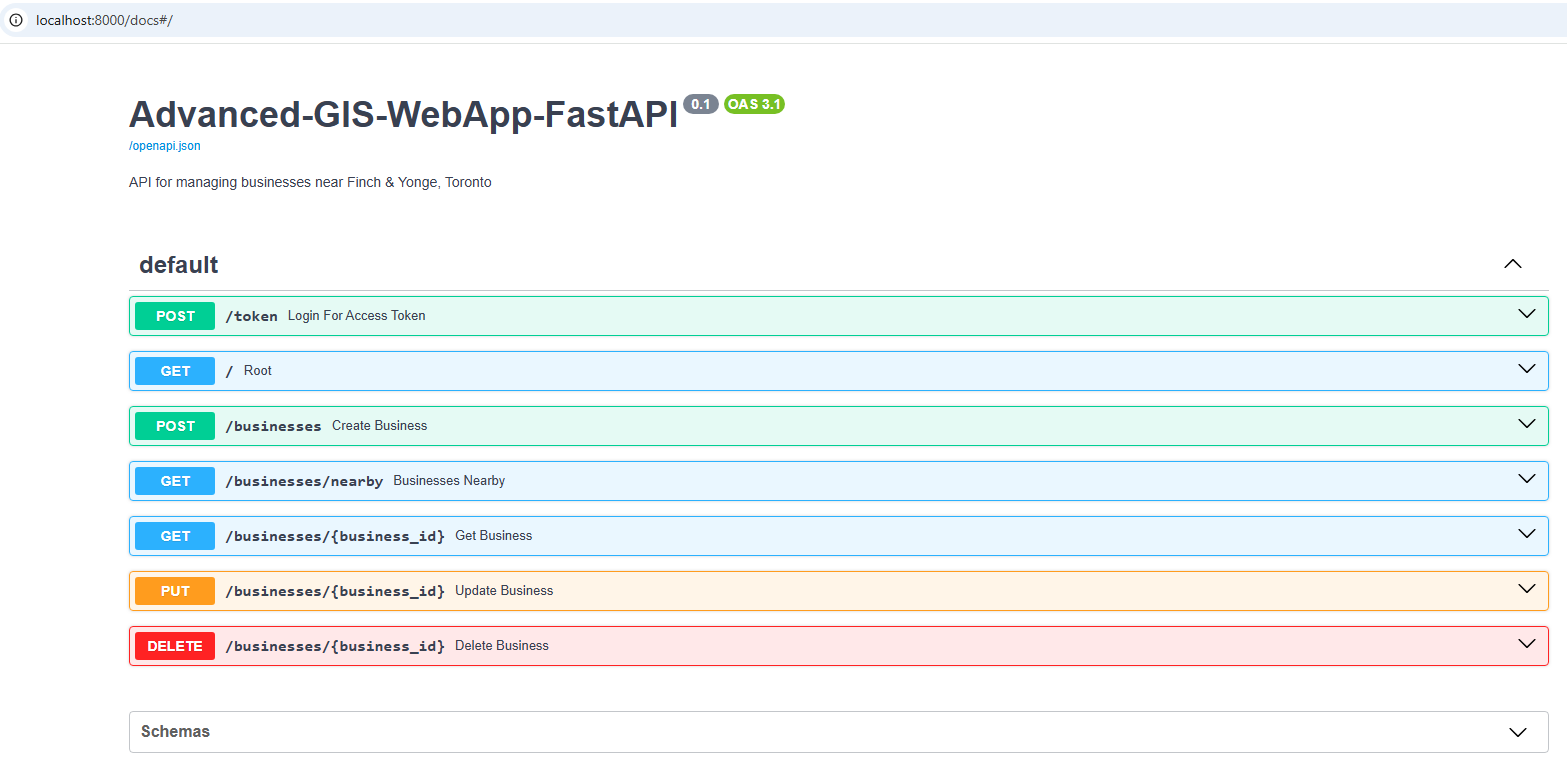 localhost:8000/docs#/
Advanced-GIS-WebApp-FastAPI 0.1 OAS 3.1
/openapi.json
API for managing businesses near Finch & Yonge, Toronto
default
POST /token Login For Access Token
GET / Root
POST /businesses Create Business
GET /businesses/nearby Businesses Nearby
GET /businesses/{business_id} Get Business
PUT /businesses/{business_id} Update Business
DELETE /businesses/{business_id} Delete Business
Schemas